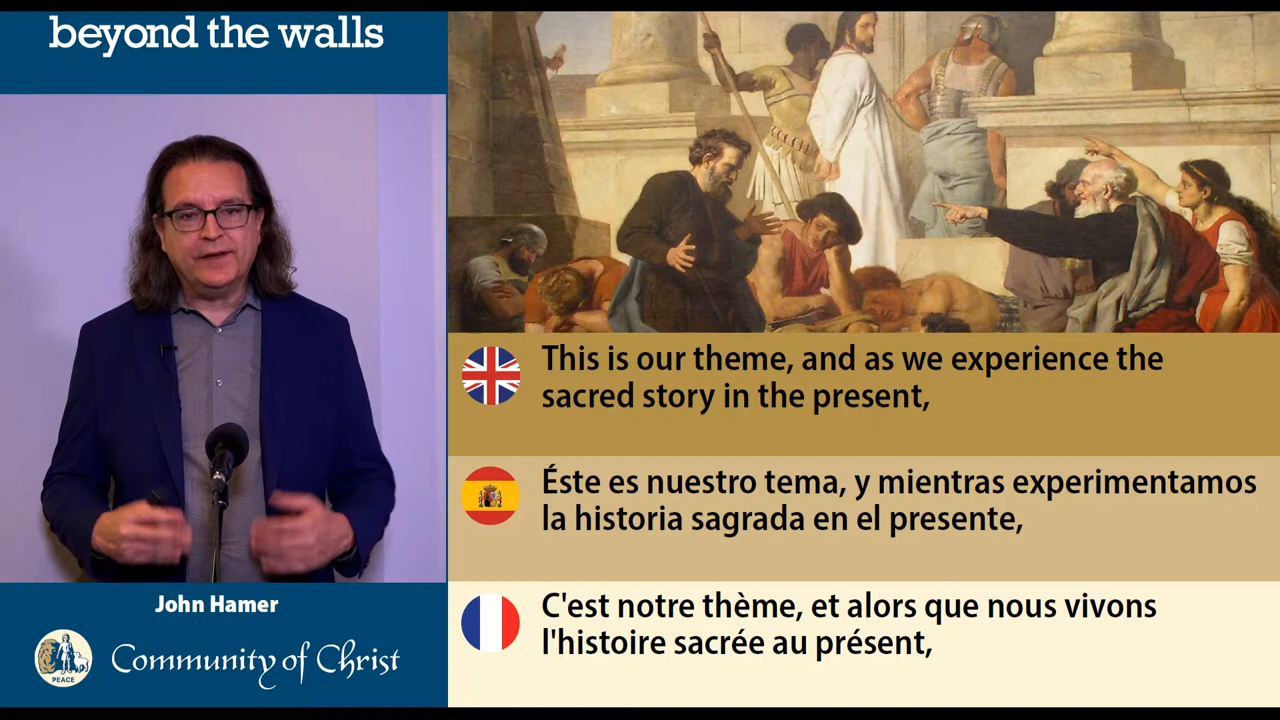 beyond the walls
This is our theme, and as we experience the
sacred story in the present,
Éste es nuestro tema, y mientras experimentamos
la historia sagrada en el presente,
C'est notre thème, et alors que nous vivons
l'histoire sacrée au présent,
John Hamer
PEACE
Community of Christ